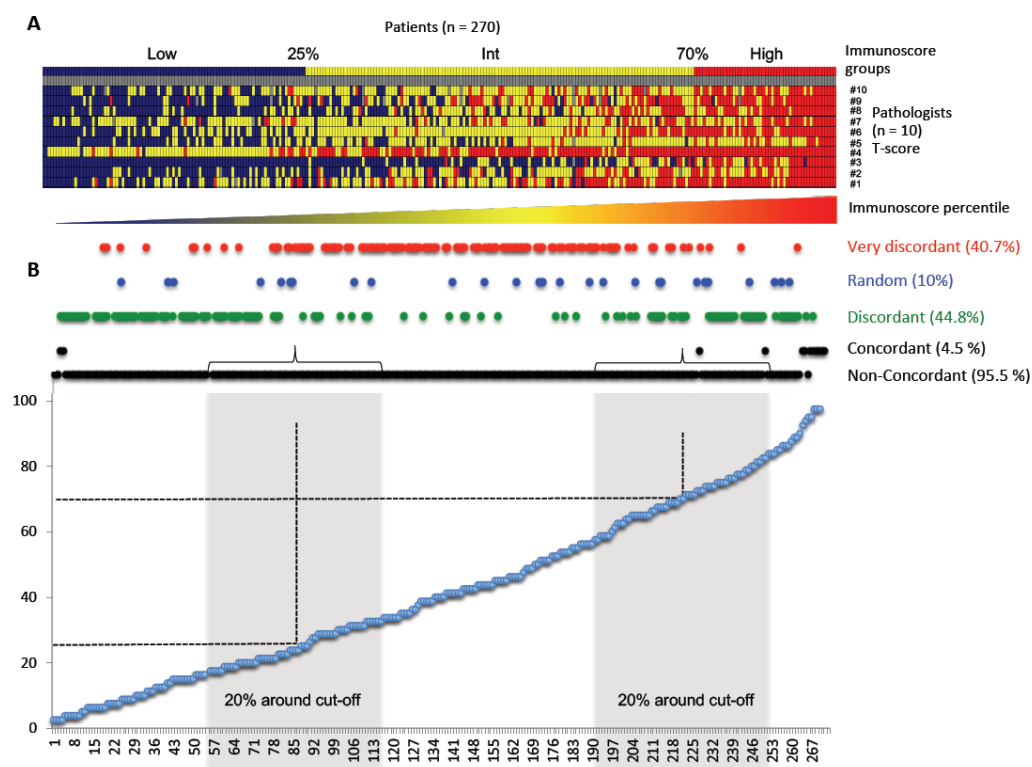 A
Patients (n = 270)
Low 25% Int 70% High
Immunoscore
groups
#10
#9
#8
#7
#6
#5
#4
#3
#2
#1
Pathologists
(n = 10)
T-score
Immunoscore percentile
Very discordant (40.7%)
B
Random (10%)
Discordant (44.8%)
Concordant (4.5 %)
Non-Concordant (95.5 %)
100
80
60
40
20
0
20% around cut-off 20% around cut-off
1 8 15 22 29 36 43 50 57 64 71 78 85 92 99 106 113 120 127 134 141 148 155 162 169 176 183 190 197 204 211 218 225 232 239 246 253 260 267